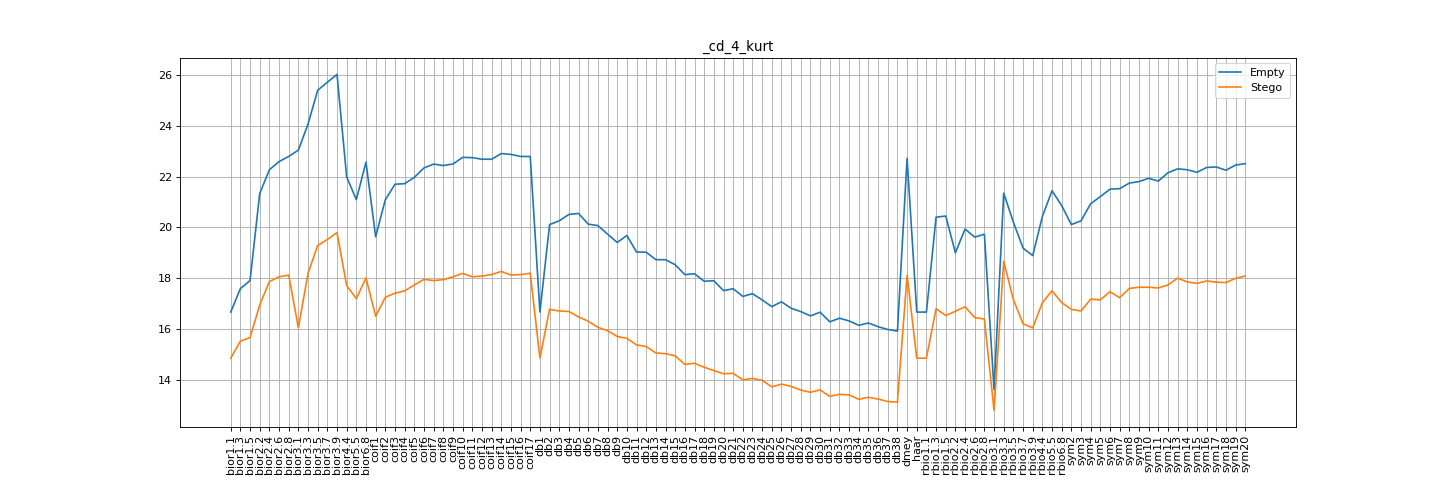 _cd_4_kurt
Empty
Stego
26
24
22
20
18
16
14
bior1.1
bior1.3
bior1.5
bior2.2
bior2.4
bior2.6
bior2.8
bior3.1
bior3.3
bior3.5
bior3.7
bior3.9
bior4.4
bior5.5
bior6.8
coif1
coif2
coif3
coif4
coif5
coif6
coif7
coif8
coif9
coif10
coif11
coif12
coif13
coif14
coif15
coif16
coif17
db1
db2
db3
db4
db5
db6
db7
db8
db9
db10
db11
db12
db13
db14
db15
db16
db17
db18
db19
db20
db21
db22
db23
db24
db25
db26
db27
db28
db29
db30
db31
db32
db33
db34
db35
db36
db37
db38
dmey
haar
rbio1.1
rbio1.3
rbio1.5
rbio2.2
rbio2.4
rbio2.6
rbio2.8
rbio3.1
rbio3.3
rbio3.5
rbio3.7
rbio3.9
rbio4.4
rbio5.5
rbio6.8
sym2
sym3
sym4
sym5
sym6
sym7
sym8
sym9
sym10
sym11
sym12
sym13
sym14
sym15
sym16
sym17
sym18
sym19
sym20